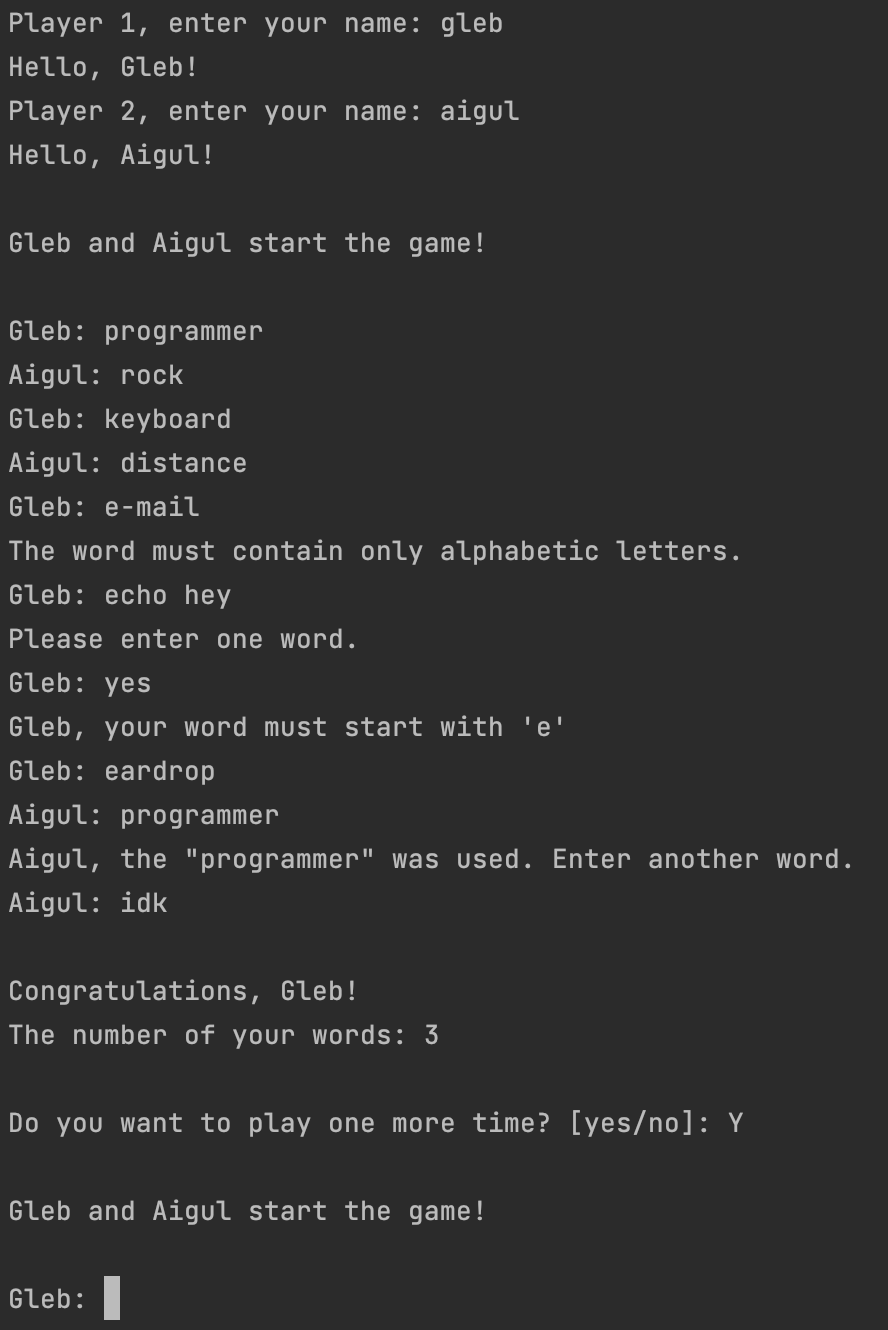 Player 1, enter your name: gleb
Hello, Gleb!
Player 2, enter your name: aigul
Hello, Aigul!
Gleb and Aigul start the game!
Gleb: programmer
Aigul: rock
Gleb: keyboard
Aigul: distance
Gleb: e-mail
The word must contain only alphabetic letters.
Gleb: echo hey
Please enter one word.
Gleb: yes
Gleb, your word must start with 'e'
Gleb: eardrop
Aigul: programmer
Aigul, the "programmer" was used. Enter another word.
Aigul: idk
Congratulations, Gleb!
The number of your words: 3
Do you want to play one more time? [yes/no]: Y
Gleb and Aigul start the game!
Gleb: